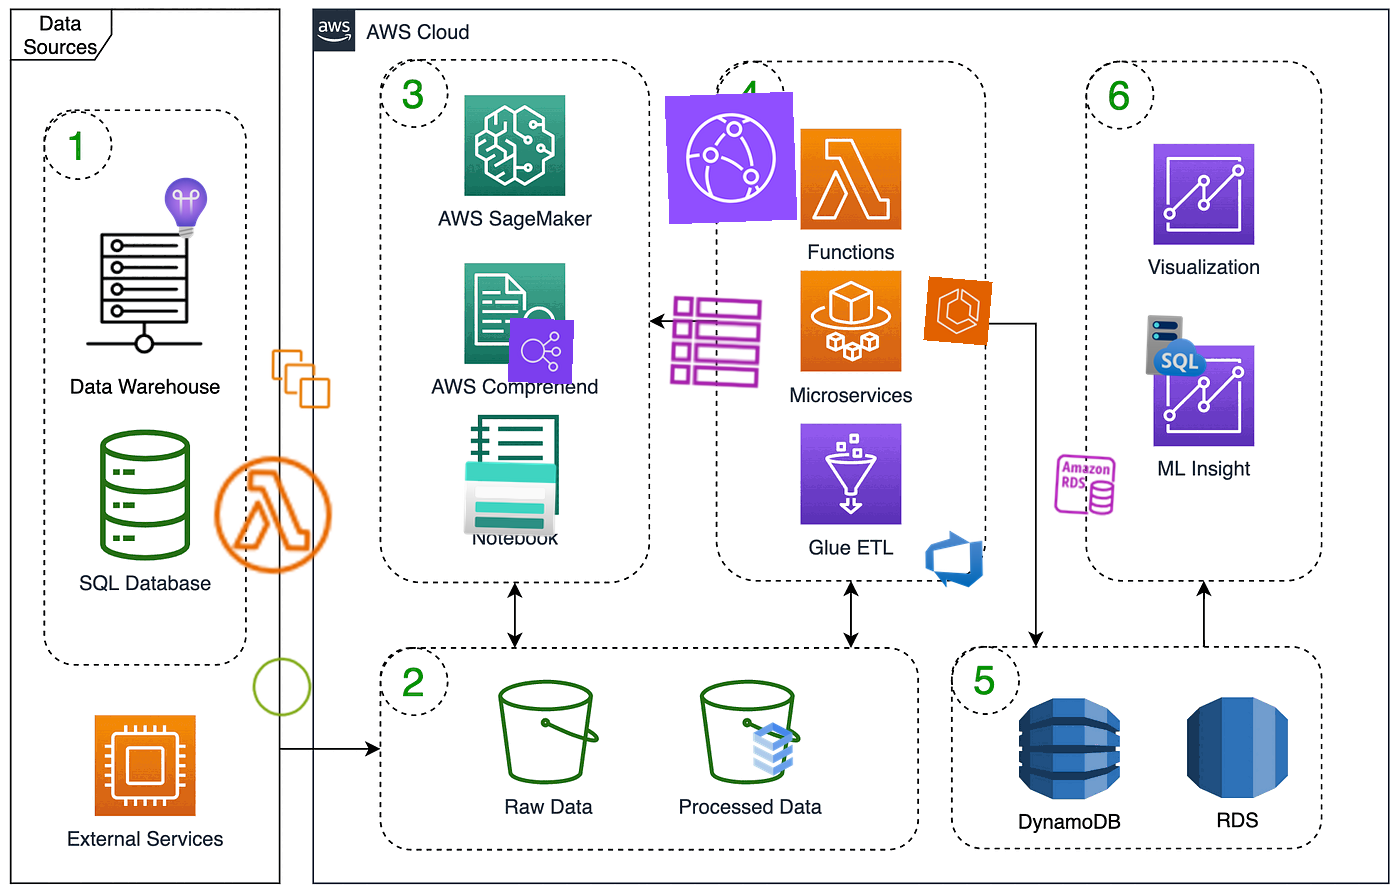 Data
Sources
aws
AWS Cloud
1
3
4
6
AWS SageMaker
Functions
Visualization
Data Warehouse
AWS Comprehend
Microservices
SQL
ML Insight
Amazon
RDS
Notebook
Glue ETL
SQL Database
2
5
Raw Data
Processed Data
DynamoDB
RDS
External Services